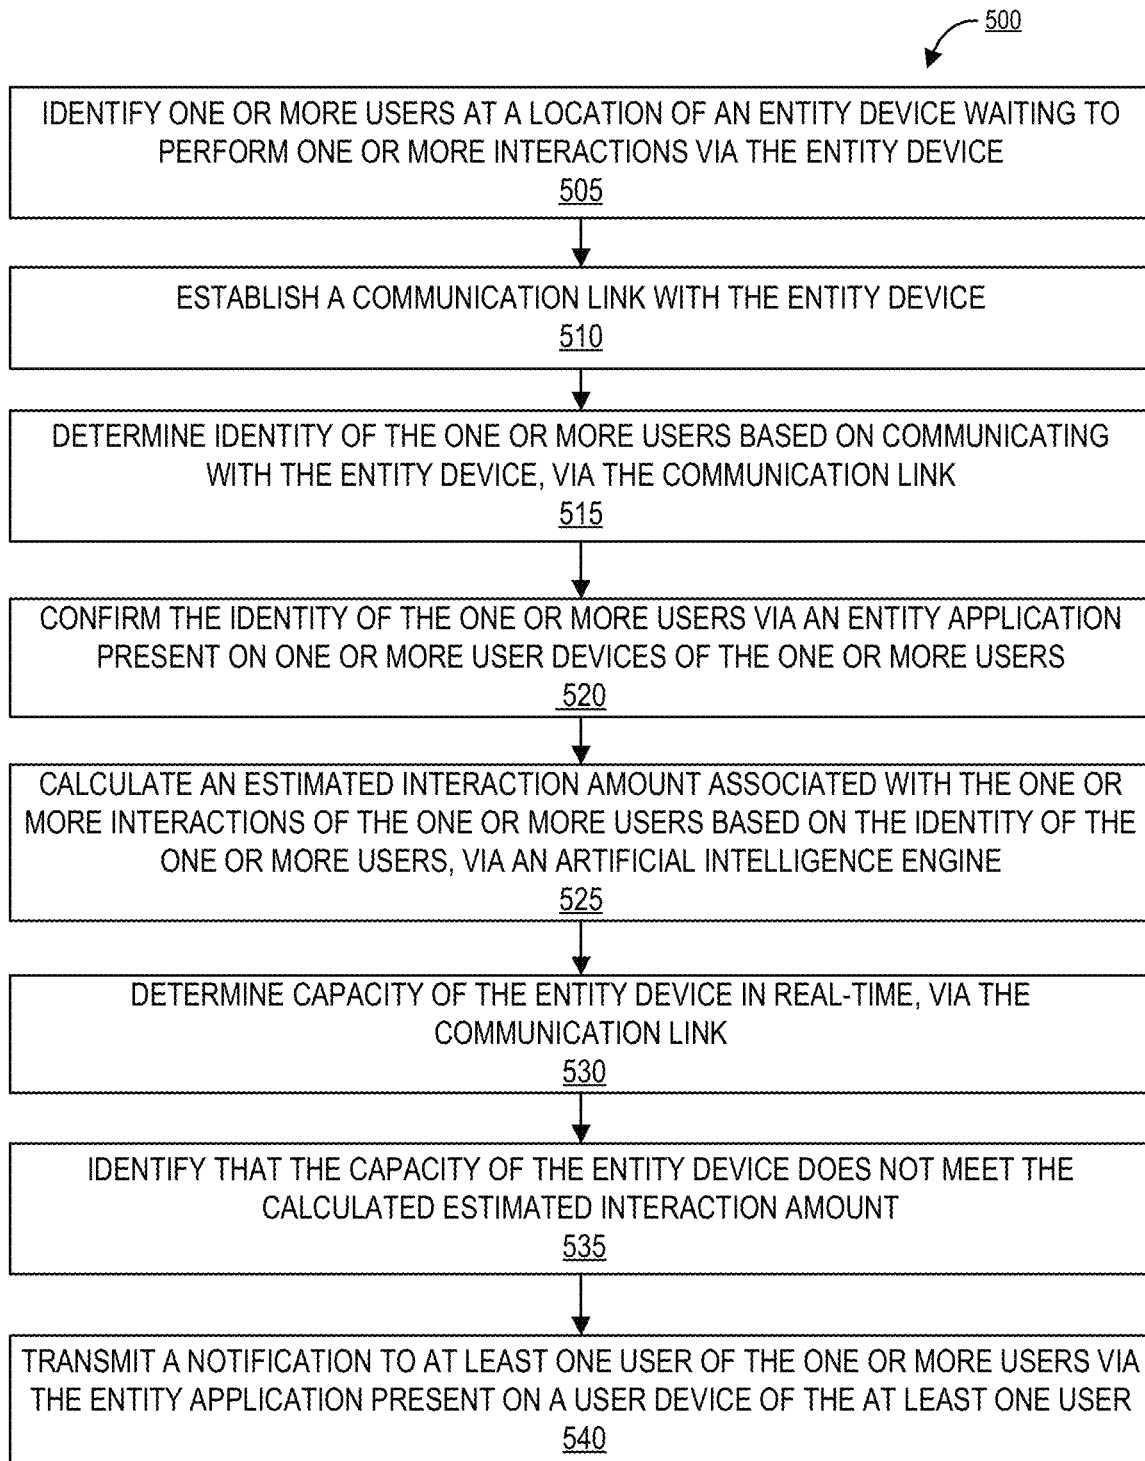 500
IDENTIFY ONE OR MORE USERS AT A LOCATION OF AN ENTITY DEVICE WAITING TO
PERFORM ONE OR MORE INTERACTIONS VIA THE ENTITY DEVICE
505
ESTABLISH A COMMUNICATION LINK WITH THE ENTITY DEVICE
510
DETERMINE IDENTITY OF THE ONE OR MORE USERS BASED ON COMMUNICATING
WITH THE ENTITY DEVICE, VIA THE COMMUNICATION LINK
515
CONFIRM THE IDENTITY OF THE ONE OR MORE USERS VIA AN ENTITY APPLICATION
PRESENT ON ONE OR MORE USER DEVICES OF THE ONE OR MORE USERS
520
CALCULATE AN ESTIMATED INTERACTION AMOUNT ASSOCIATED WITH THE ONE OR
MORE INTERACTIONS OF THE ONE OR MORE USERS BASED ON THE IDENTITY OF THE
ONE OR MORE USERS, VIA AN ARTIFICIAL INTELLIGENCE ENGINE
525
DETERMINE CAPACITY OF THE ENTITY DEVICE IN REAL-TIME, VIA THE
COMMUNICATION LINK
530
IDENTIFY THAT THE CAPACITY OF THE ENTITY DEVICE DOES NOT MEET THE
CALCULATED ESTIMATED INTERACTION AMOUNT
535
TRANSMIT A NOTIFICATION TO AT LEAST ONE USER OF THE ONE OR MORE USERS VIA
THE ENTITY APPLICATION PRESENT ON A USER DEVICE OF THE AT LEAST ONE USER
540